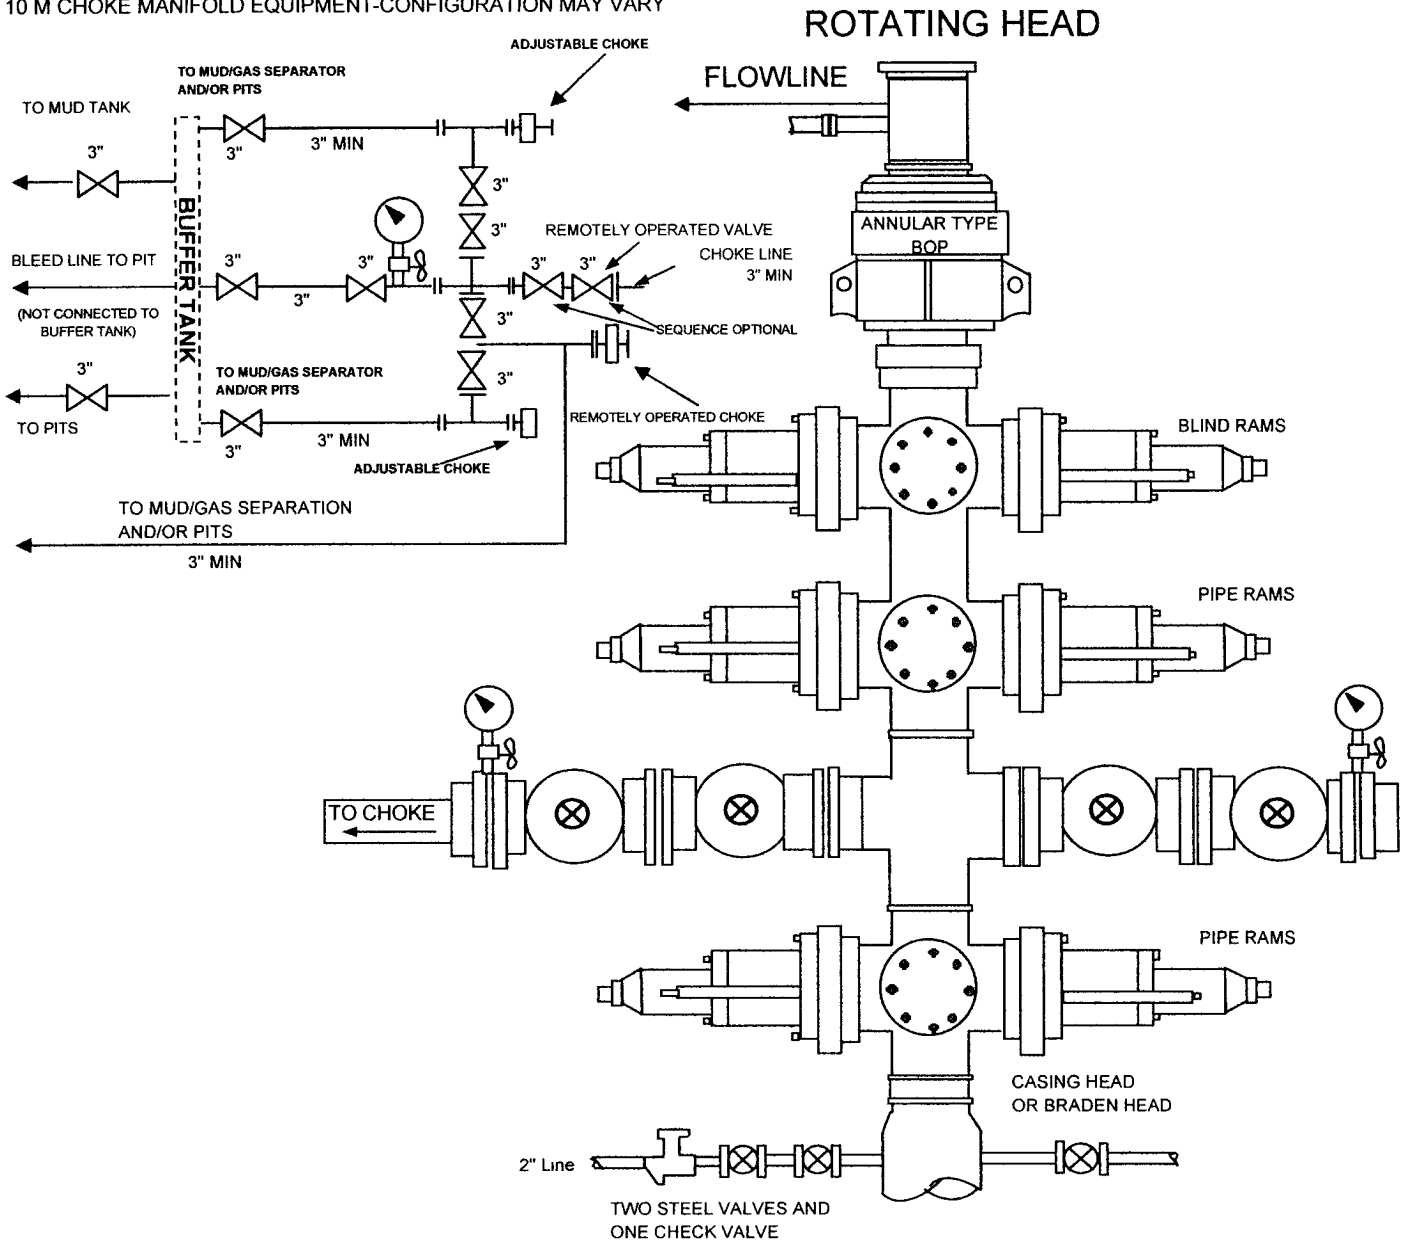 10 M CHOKE MANIFOLD EQUIPMENT-CONFIGURATION MAY VARY
ROTATING HEAD
ADJUSTABLE CHOKE
TO MUD/GAS SEPARATOR
AND/OR PITS
FLOWLINE
TO MUD TANK
3"
3" MIN
3"
3"
3"
BUFFER TANK
3"
ANNULAR TYPE
BOP
REMOTELY OPERATED VALVE
CHOKE LINE
3" MIN
BLEED LINE TO PIT
3"
3"
3"
3"
3"
(NOT CONNECTED TO
BUFFER TANK)
3"
SEQUENCE OPTIONAL
3"
TO MUD/GAS SEPARATOR
AND/OR PITS
3"
TO PITS
REMOTELY OPERATED CHOKE
3"
3" MIN
ADJUSTABLE CHOKE
BLIND RAMS
TO MUD/GAS SEPARATION
AND/OR PITS
3" MIN
PIPE RAMS
TO CHOKE
PIPE RAMS
CASING HEAD
OR BRADEN HEAD
2" Line
TWO STEEL VALVES AND
ONE CHECK VALVE